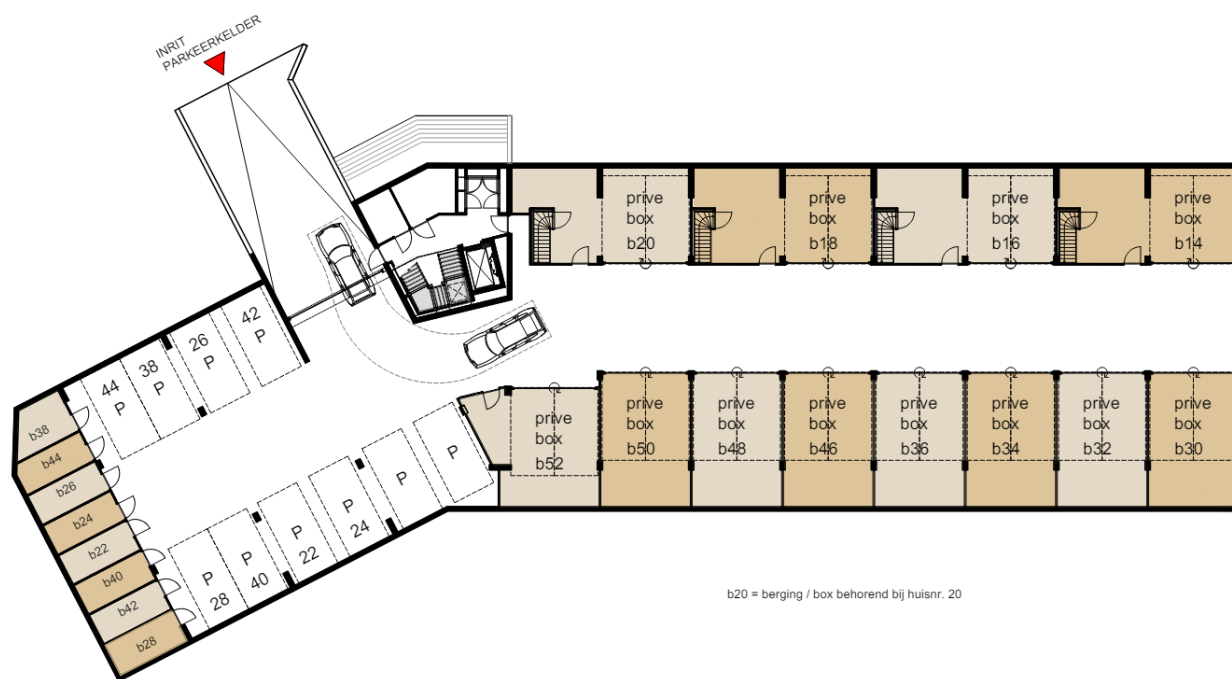 INRIT
PARKEERKELDER
prive
box
b20
prive
box
b18
prive
box
b16
prive
box
b14
42
P
26
P
38
P
44
P
prive
box
b52
prive
box
b50
prive
box
b48
prive
box
b46
prive
box
b36
prive
box
b34
prive
box
b32
prive
box
b30
b38
b44
b26
b24
b22
b40
b42
b28
P
28
P
40
P
22
P
24
P
P
b20 = berging / box behorend bij huisnr. 20